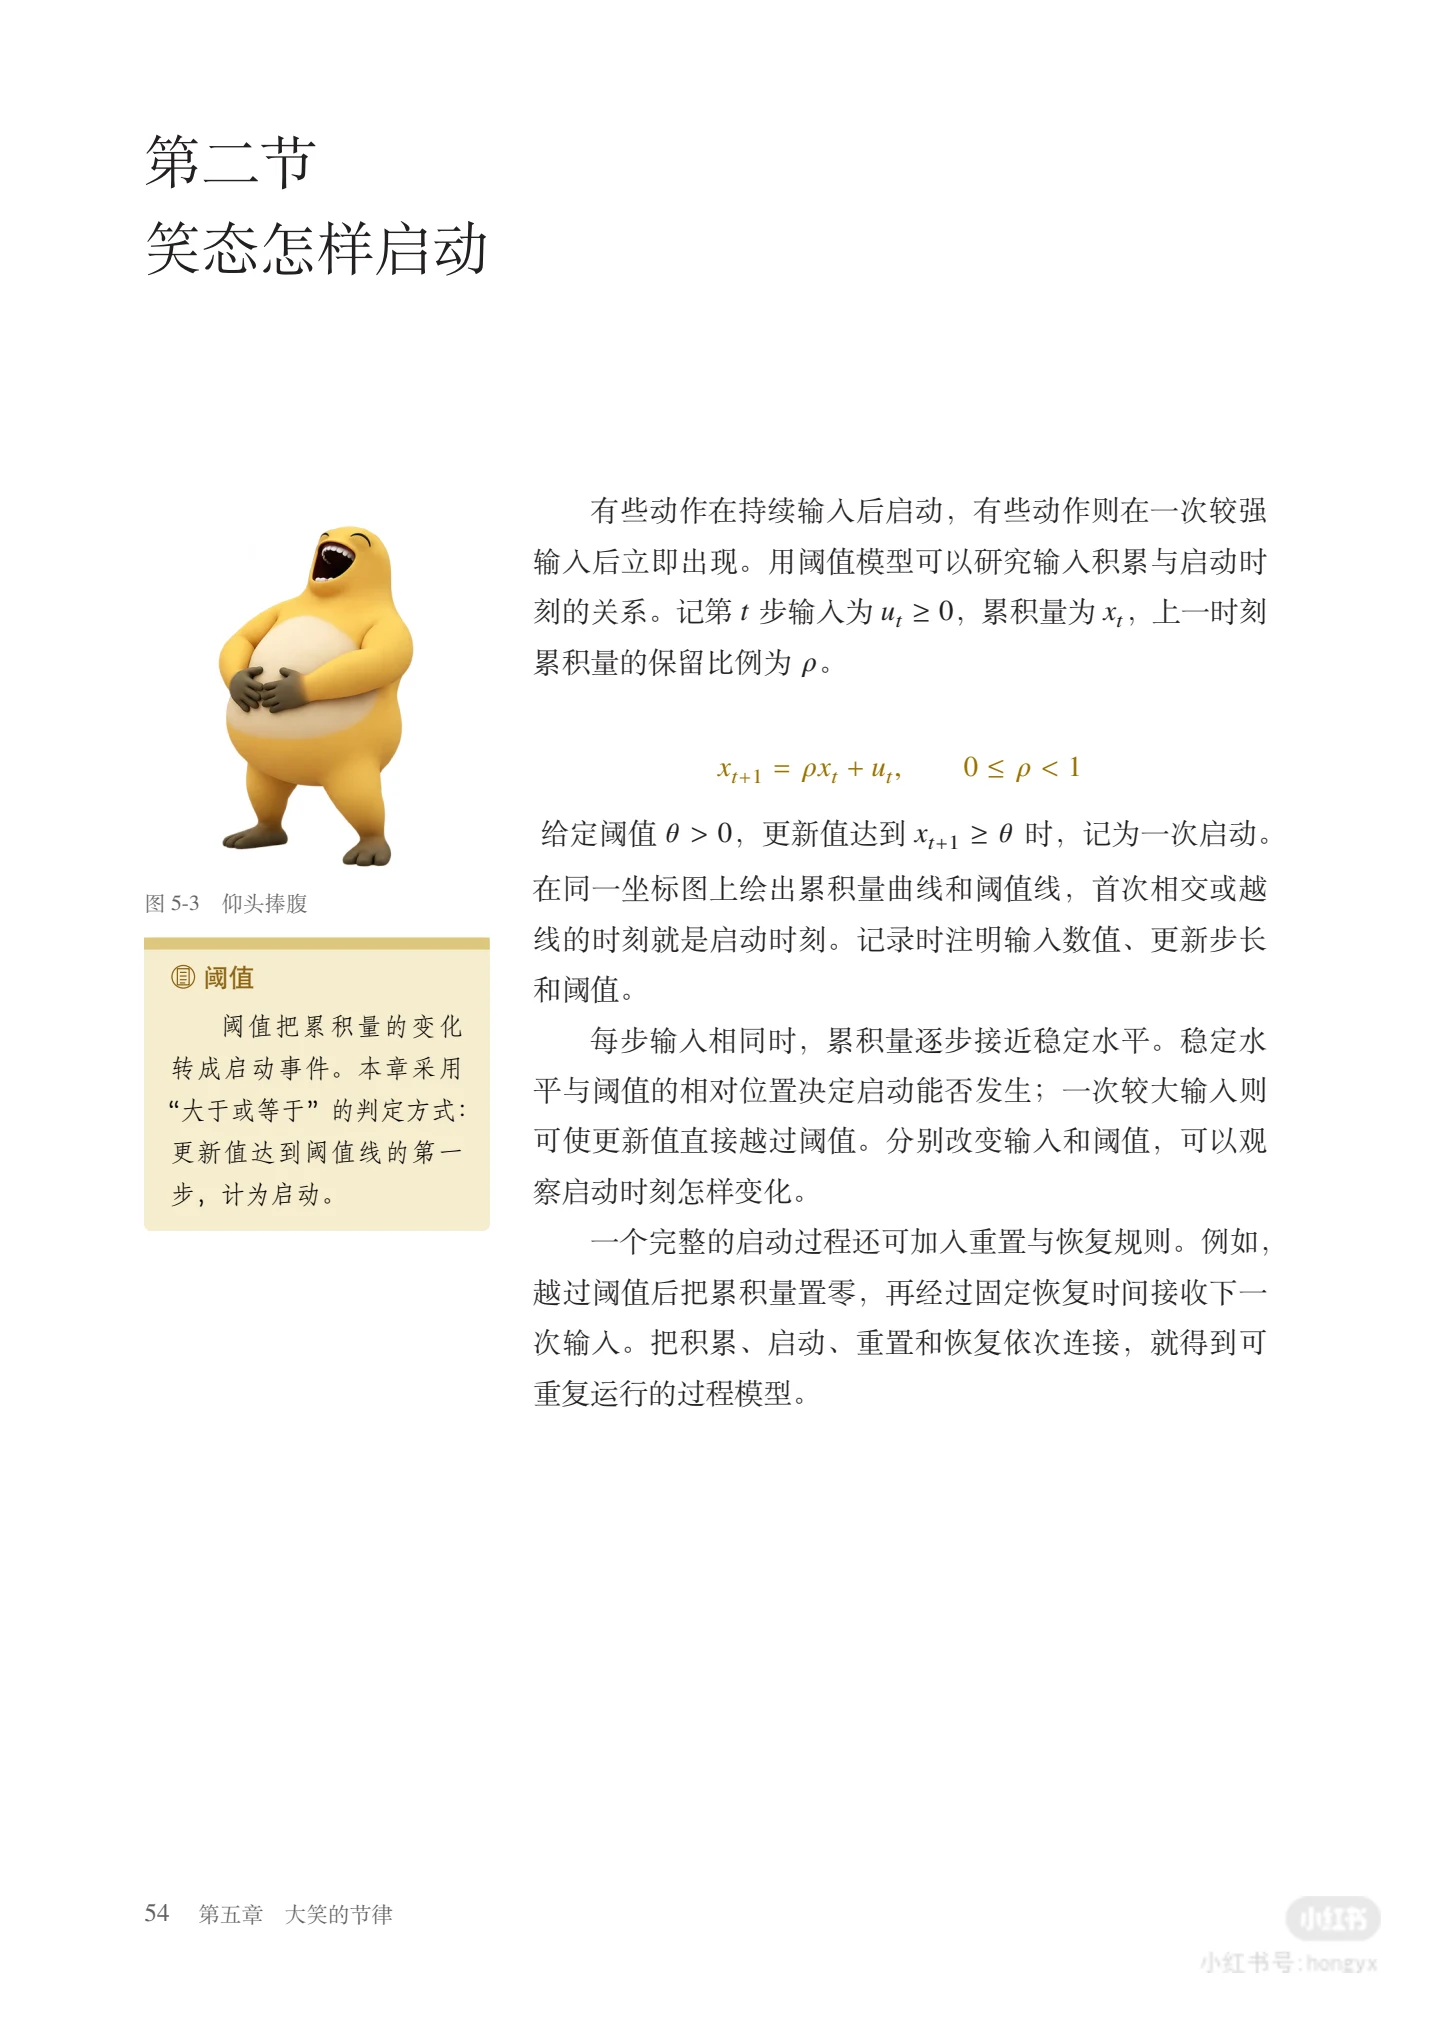 第二节
笑态怎样启动
有些动作在持续输入后启动，有些动作则在一次较强
输入后立即出现。用阈值模型可以研究输入积累与启动时
刻的关系。记第 t 步输入为 uₜ ≥ 0，累积量为 xₜ，上一时刻
累积量的保留比例为 ρ。
xₜ₊₁ = ρxₜ + uₜ, 0 ≤ ρ < 1
给定阈值 θ > 0，更新值达到 xₜ₊₁ ≥ θ 时，记为一次启动。
在同一坐标图上绘出累积量曲线和阈值线，首次相交或越
线的时刻就是启动时刻。记录时注明输入数值、更新步长
和阈值。
每步输入相同时，累积量逐步接近稳定水平。稳定水
平与阈值的相对位置决定启动能否发生；一次较大输入则
可使更新值直接越过阈值。分别改变输入和阈值，可以观
察启动时刻怎样变化。
一个完整的启动过程还可加入重置与恢复规则。例如，
越过阈值后把累积量置零，再经过固定恢复时间接收下一
次输入。把积累、启动、重置和恢复依次连接，就得到可
重复运行的过程模型。
图 5-3 仰头捧腹
阈值
阈值把累积量的变化
转成启动事件。本章采用
“大于或等于”的判定方式：
更新值达到阈值线的第一
步，计为启动。
54 第五章 大笑的节律
小红书
小红书号:hongyx